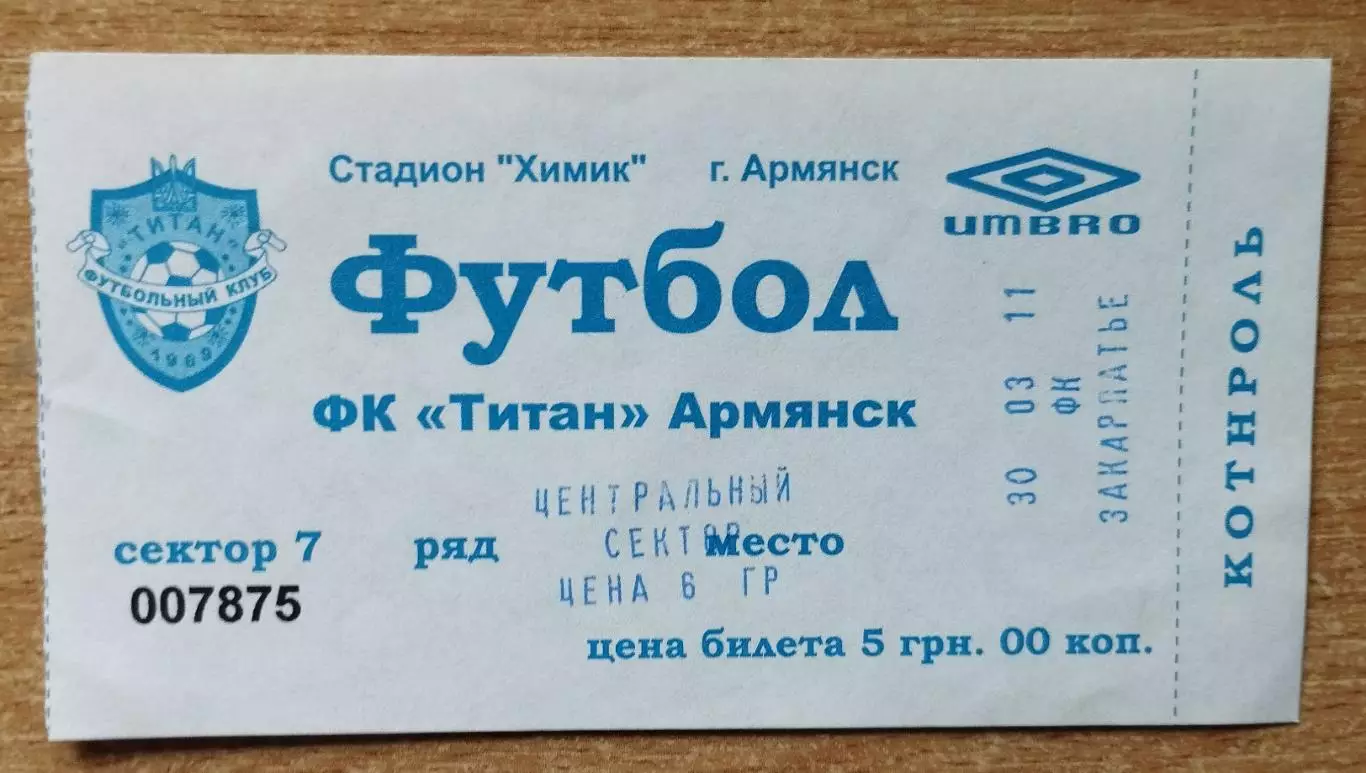 Стадион "Химик" г. Армянск
«ТИТАН»
ФУТБОЛЬНЫЙ КЛУБ
1969
Футбол
UMBRO
ФК «Титан» Армянск
30 03 11
ФК
ЗАКАРПАТЬЕ
КОТНРОЛЬ
ЦЕНТРАЛЬНЫЙ
СЕКТОР
ЦЕНА 6 ГР
сектор 7 ряд место
007875
цена билета 5 грн. 00 коп.